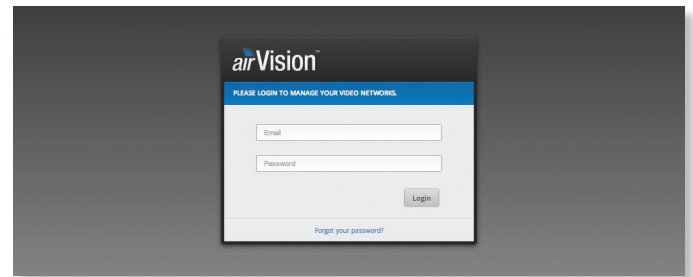 airVision™
PLEASE LOGIN TO MANAGE YOUR VIDEO NETWORKS.
Email
Password
Login
Forgot your password?